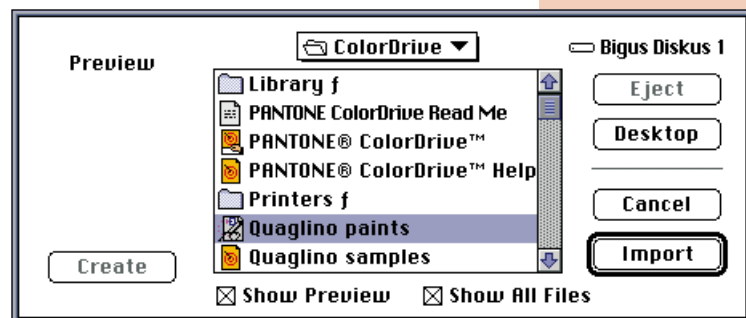 Preview
ColorDrive
Bigus Diskus 1
Library ƒ
PANTONE ColorDrive Read Me
PANTONE® ColorDrive™
PANTONE® ColorDrive™ Help
Printers ƒ
Quaglino paints
Quaglino samples
Eject
Desktop
Cancel
Import
Create
Show Preview
Show All Files